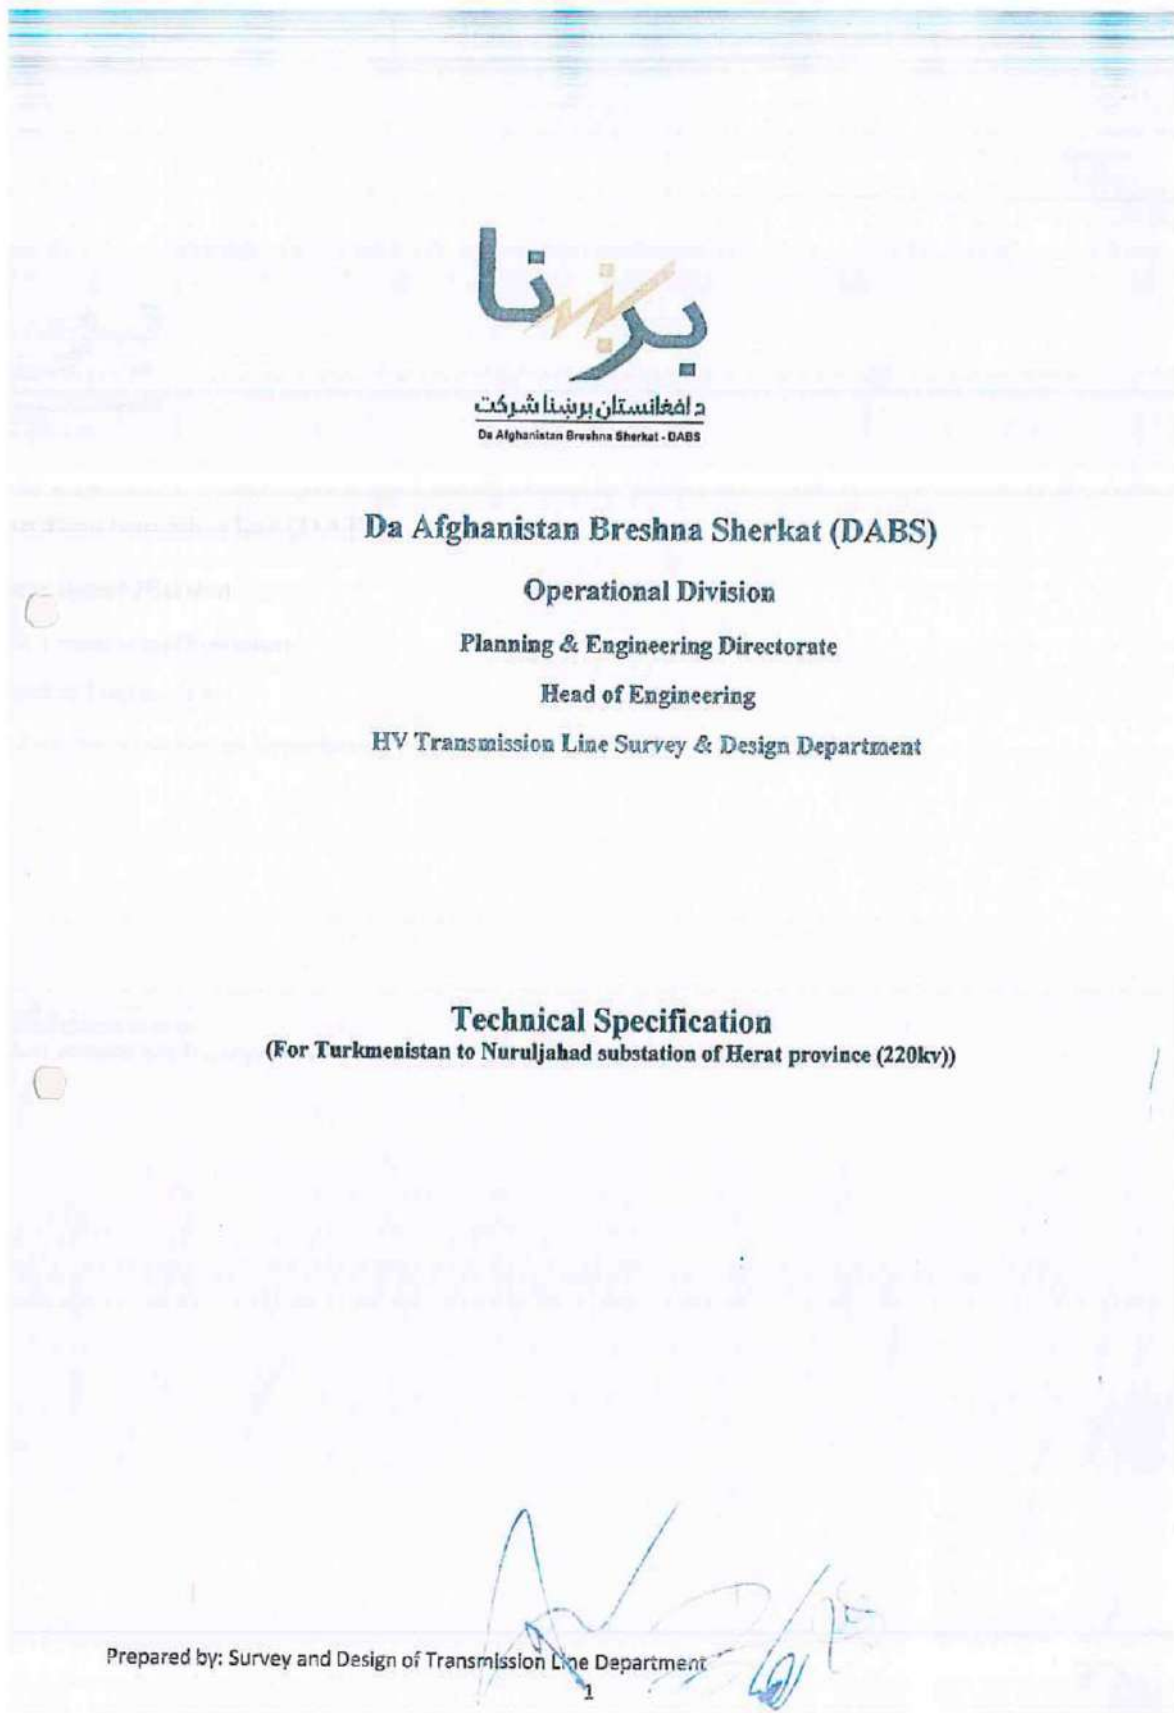 برښنا
د افغانستان برښنا شرکت
Da Afghanistan Breshna Sherkat - DABS
Da Afghanistan Breshna Sherkat (DABS)
Operational Division
Planning & Engineering Directorate
Head of Engineering
HV Transmission Line Survey & Design Department
Technical Specification
(For Turkmenistan to Nuruljahad substation of Herat province (220kv))
Prepared by: Survey and Design of Transmission Line Department
1